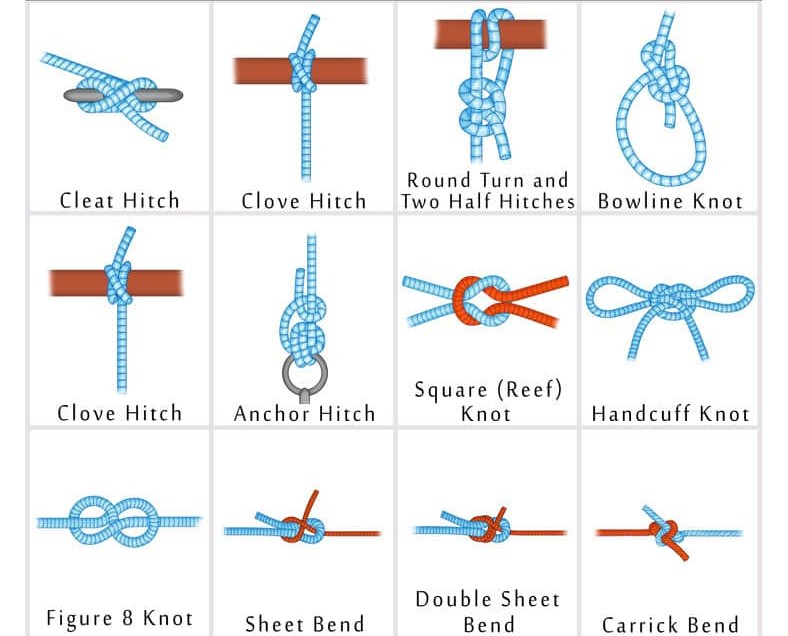 Cleat Hitch
Clove Hitch
Round Turn and
Two Half Hitches
Bowline Knot
Clove Hitch
Anchor Hitch
Square (Reef)
Knot
Handcuff Knot
Figure 8 Knot
Sheet Bend
Double Sheet
Bend
Carrick Bend